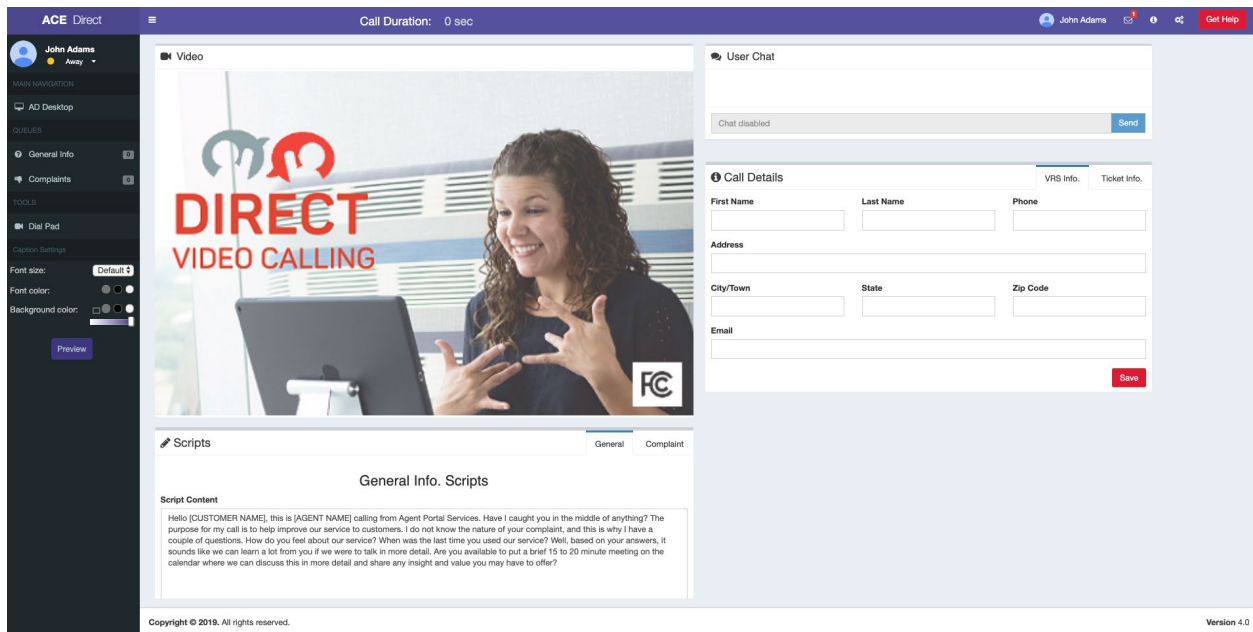 ACE Direct
Call Duration: 0 sec
John Adams
1
Get Help
John Adams
Away
MAIN NAVIGATION
AD Desktop
QUEUES
General Info
0
Complaints
0
TOOLS
Dial Pad
Caption Settings
Font size:
Default
Font color:
Background color:
Preview
Video
DIRECT
VIDEO CALLING
FC
Scripts
General
Complaint
General Info. Scripts
Script Content
Hello [CUSTOMER NAME], this is [AGENT NAME] calling from Agent Portal Services. Have I caught you in the middle of anything? The
purpose for my call is to help improve our service to customers. I do not know the nature of your complaint, and this is why I have a
couple of questions. How do you feel about our service? When was the last time you used our service? Well, based on your answers, it
sounds like we can learn a lot from you if we were to talk in more detail. Are you available to put a brief 15 to 20 minute meeting on the
calendar where we can discuss this in more detail and share any insight and value you may have to offer?
User Chat
Chat disabled
Send
Call Details
VRS Info.
Ticket Info.
First Name
Last Name
Phone
Address
City/Town
State
Zip Code
Email
Save
Copyright © 2019. All rights reserved.
Version 4.0